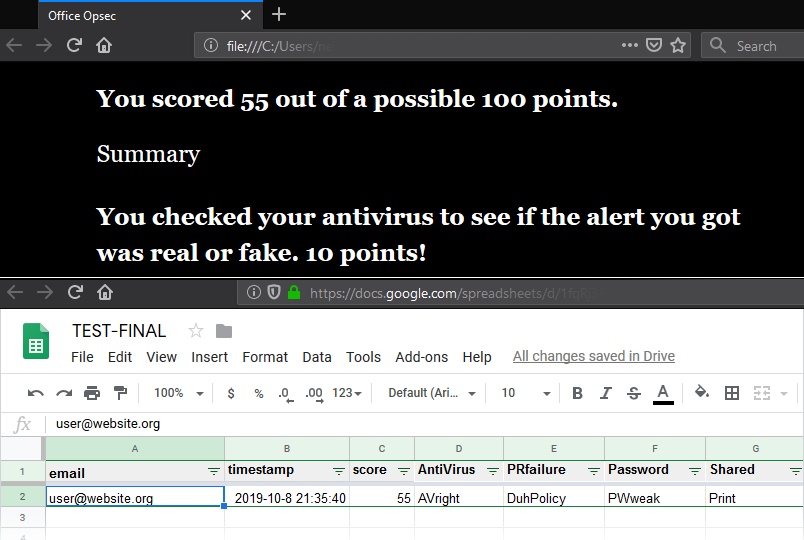 Office Opsec
file:///C:/Users/
Search
You scored 55 out of a possible 100 points.
Summary
You checked your antivirus to see if the alert you got
was real or fake. 10 points!
https://docs.google.com/spreadsheets/d/
TEST-FINAL
File Edit View Insert Format Data Tools Add-ons Help All changes saved in Drive
100% $ % .0 .00 123 Default (Ari... 10 B I S A
fx user@website.org
A B C D E F G
1 email timestamp score AntiVirus PRfailure Password Shared
2 user@website.org 2019-10-8 21:35:40 55 AVright DuhPolicy PWweak Print
3
4